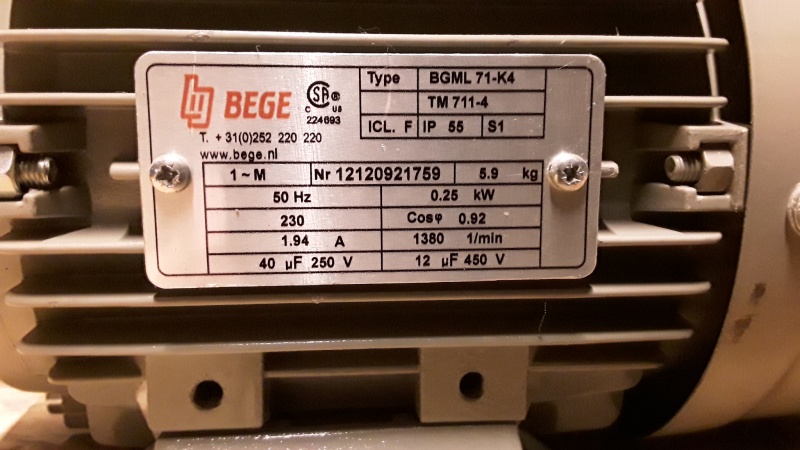 BEGE
SA ®
C US
224693
T. +31(0)252 220 220
www.bege.nl
Type BGML 71-K4
TM 711-4
ICL. F IP 55 S1
1~M Nr 12120921759 5.9 kg
50 Hz 0.25 kW
230 Cosφ 0.92
1.94 A 1380 1/min
40 µF 250 V 12 µF 450 V